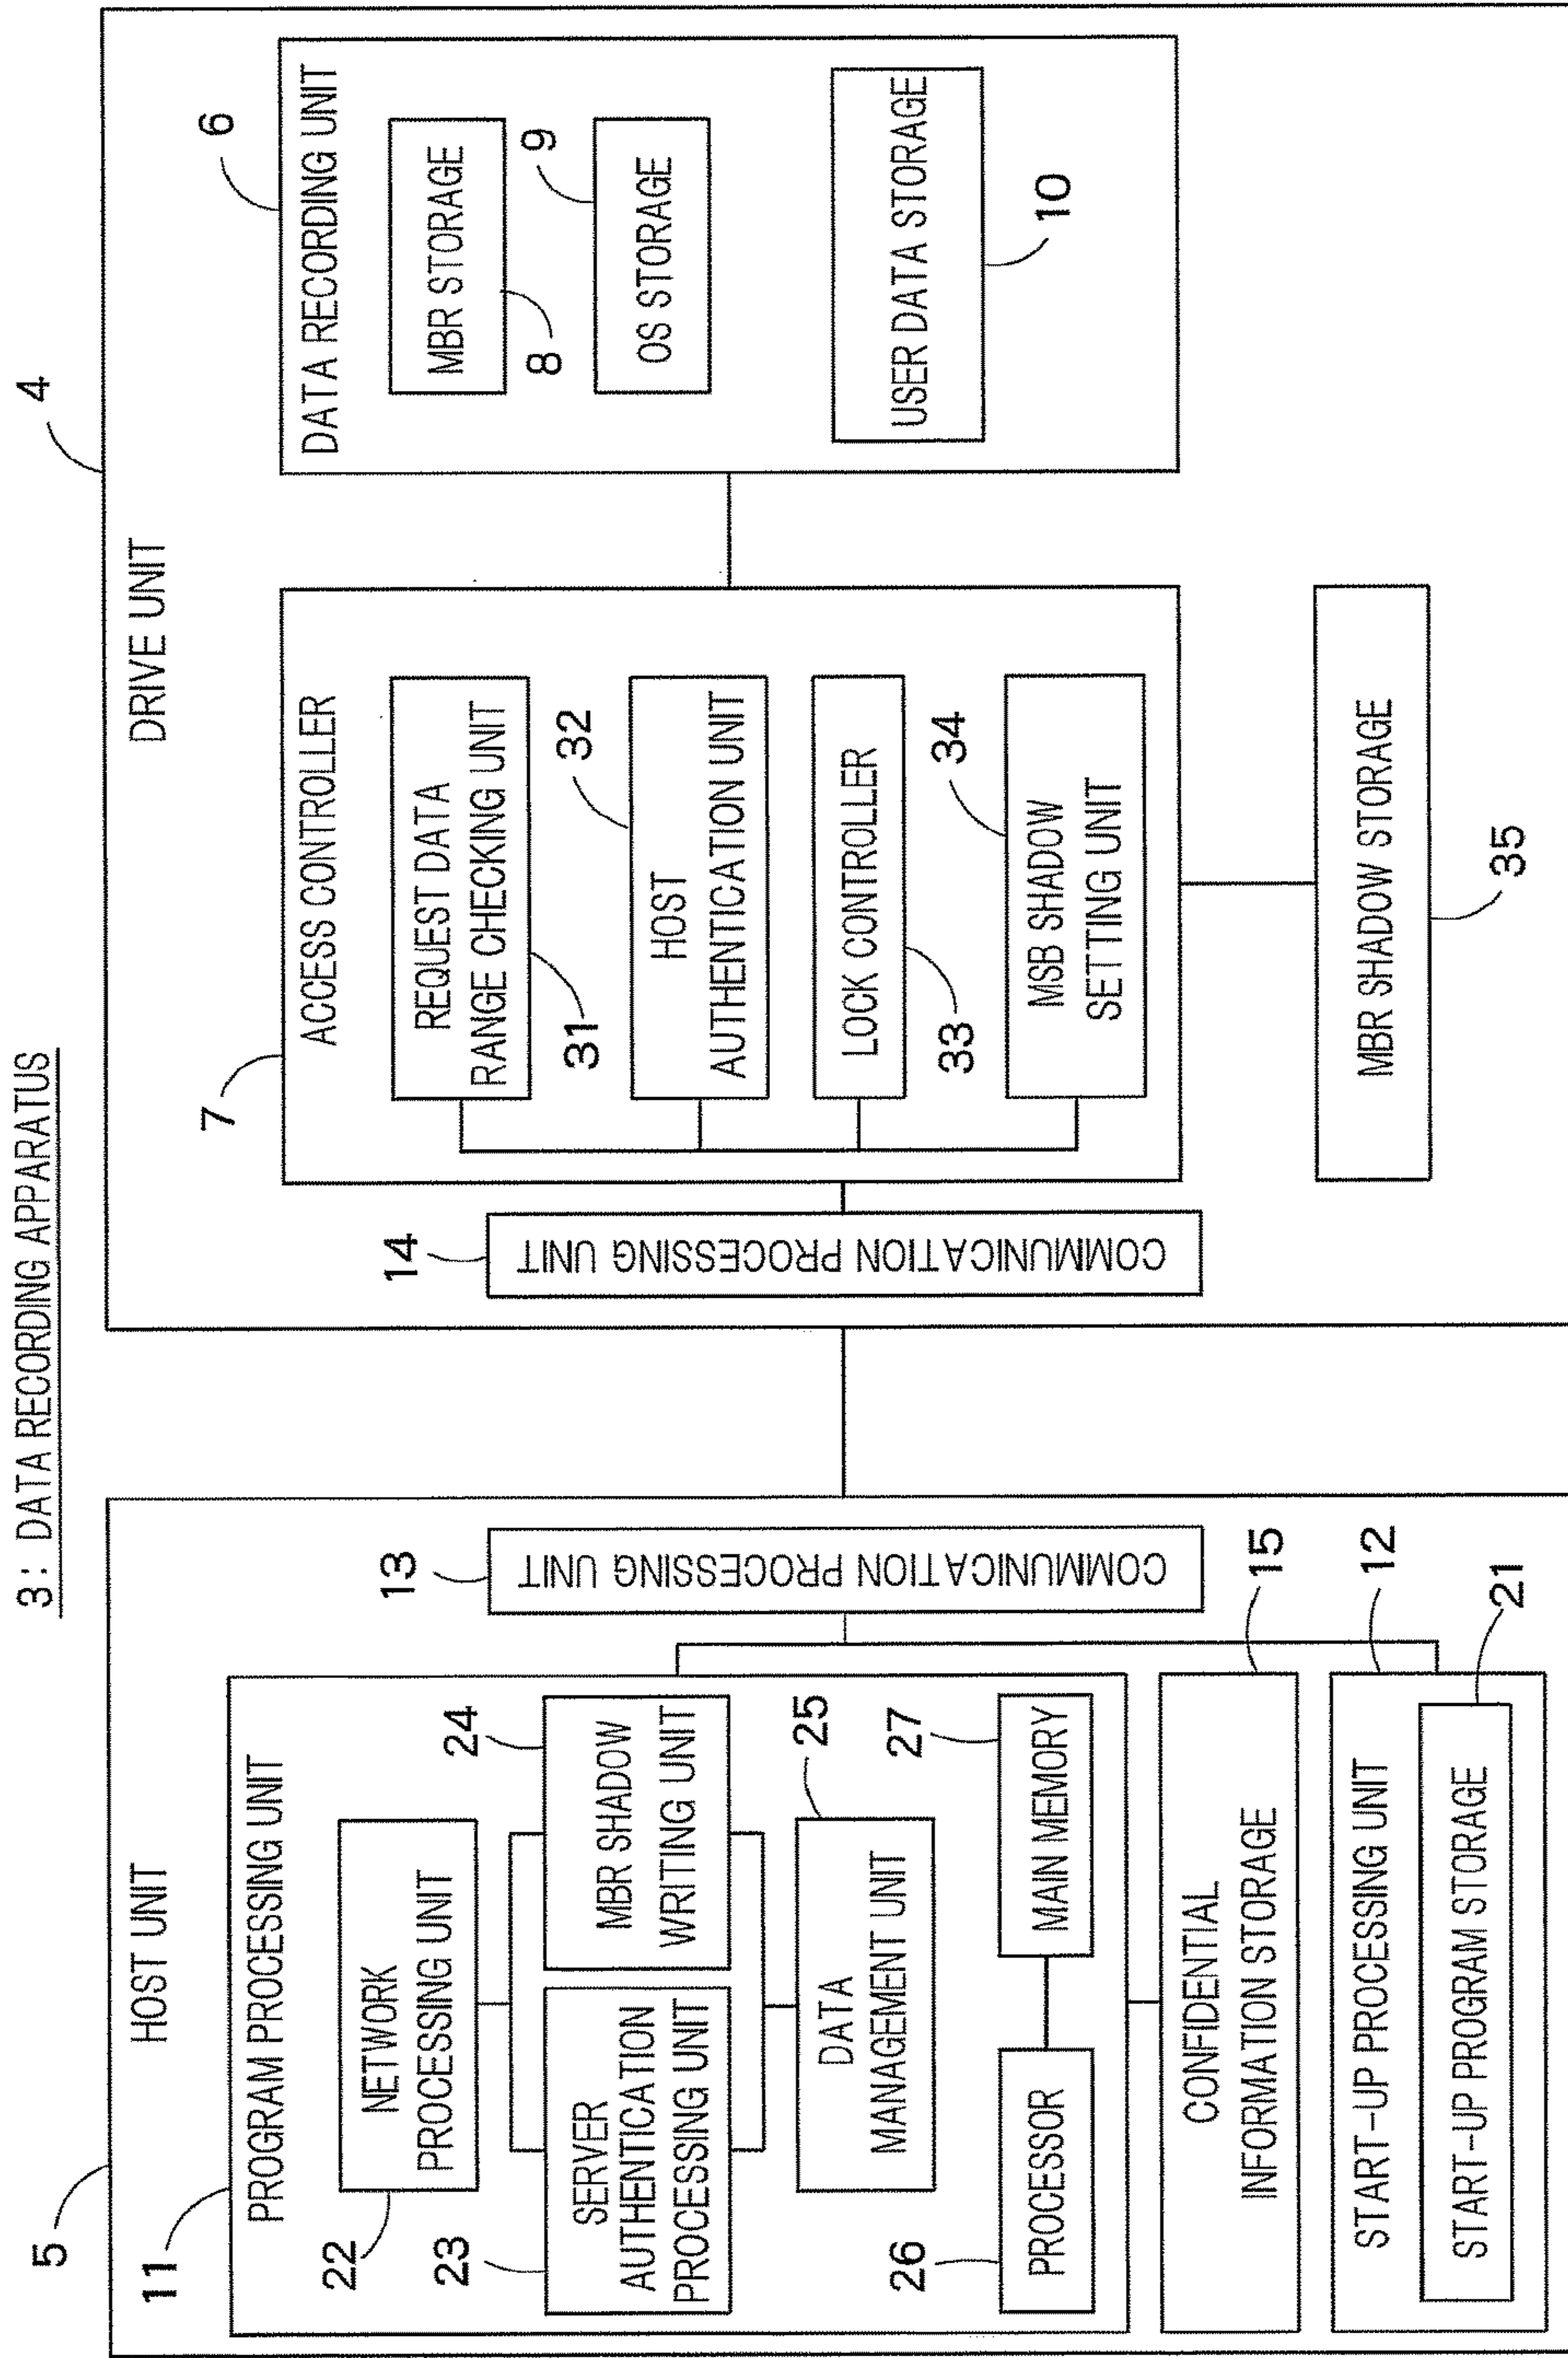 3: DATA RECORDING APPARATUS
5
HOST UNIT
11
PROGRAM PROCESSING UNIT
22
NETWORK
PROCESSING UNIT
23
SERVER
AUTHENTICATION
PROCESSING UNIT
24
MBR SHADOW
WRITING UNIT
25
DATA
MANAGEMENT UNIT
26
PROCESSOR
27
MAIN MEMORY
13
COMMUNICATION PROCESSING
UNIT
15
CONFIDENTIAL
INFORMATION STORAGE
12
START-UP PROCESSING UNIT
21
START-UP PROGRAM STORAGE
4
DRIVE UNIT
14
COMMUNICATION PROCESSING
UNIT
7
ACCESS CONTROLLER
REQUEST DATA
RANGE CHECKING UNIT
31
32
HOST
AUTHENTICATION UNIT
LOCK CONTROLLER
33
34
MSB SHADOW
SETTING UNIT
MBR SHADOW STORAGE
35
6
DATA RECORDING UNIT
MBR STORAGE
8
9
OS STORAGE
USER DATA STORAGE
10